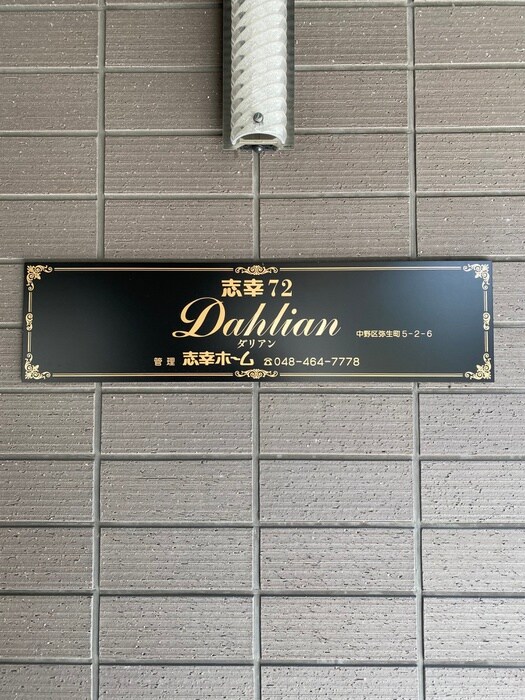 志幸72
Dahlian
ダリアン
中野区弥生町5-2-6
管理 志幸ホーム ☎048-464-7778